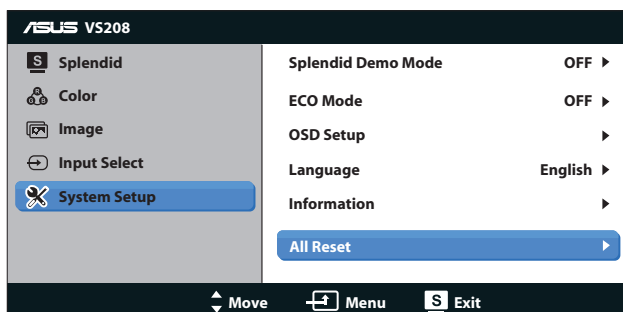 ASUS VS208
S Splendid
Color
Image
Input Select
System Setup
Splendid Demo Mode OFF
ECO Mode OFF
OSD Setup
Language English
Information
All Reset
Move Menu S Exit